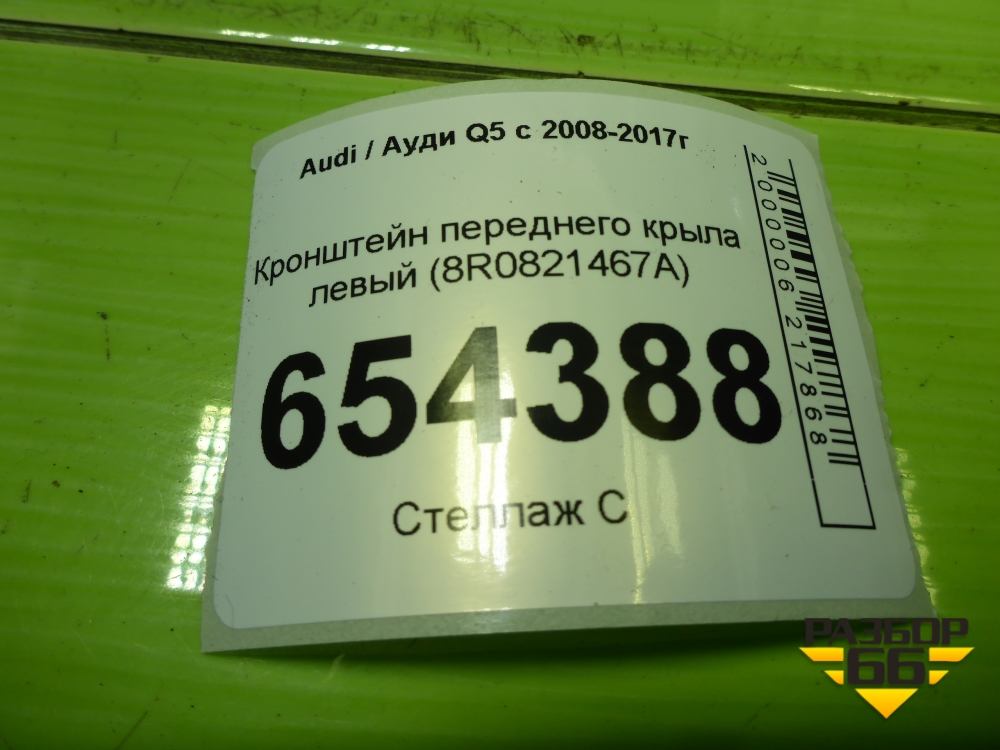 Audi / Ауди Q5 с 2008-2017г
Кронштейн переднего крыла
левый (8R0821467A)
654388
Стеллаж С
2000006217868
РАЗБОР
66